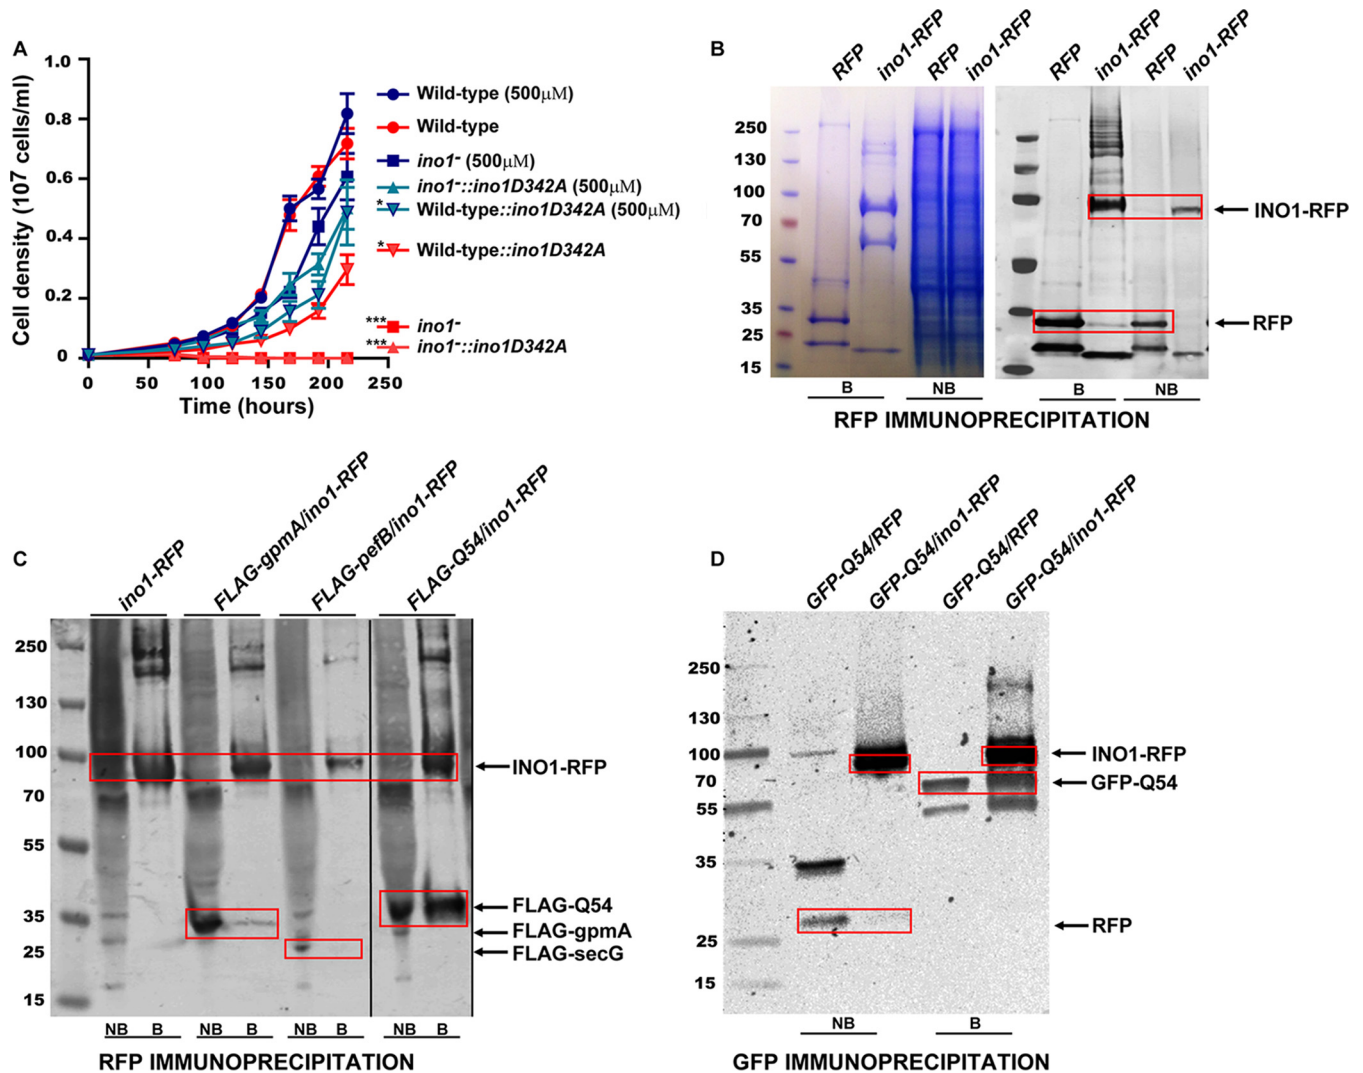 A
1.0
0.8
0.6
0.4
0.2
0
0 50 100 150 200 250
Cell density (107 cells/ml)
Time (hours)
Wild-type (500μM)
Wild-type
ino1- (500μM)
ino1-::ino1D342A (500μM)
* Wild-type::ino1D342A (500μM)
* Wild-type::ino1D342A
*** ino1-
*** ino1-::ino1D342A
B
RFP ino1-RFP RFP ino1-RFP RFP ino1-RFP RFP ino1-RFP
250
130
100
70
55
35
25
15
INO1-RFP
RFP
B NB B NB
RFP IMMUNOPRECIPITATION
C
ino1-RFP FLAG-gpmA/ino1-RFP FLAG-pefB/ino1-RFP FLAG-Q54/ino1-RFP
250
130
100
70
55
35
25
15
INO1-RFP
FLAG-Q54
FLAG-gpmA
FLAG-secG
NB B NB B NB B NB B
RFP IMMUNOPRECIPITATION
D
GFP-Q54/RFP GFP-Q54/ino1-RFP GFP-Q54/RFP GFP-Q54/ino1-RFP
250
130
100
70
55
35
25
15
INO1-RFP
GFP-Q54
RFP
NB B
GFP IMMUNOPRECIPITATION